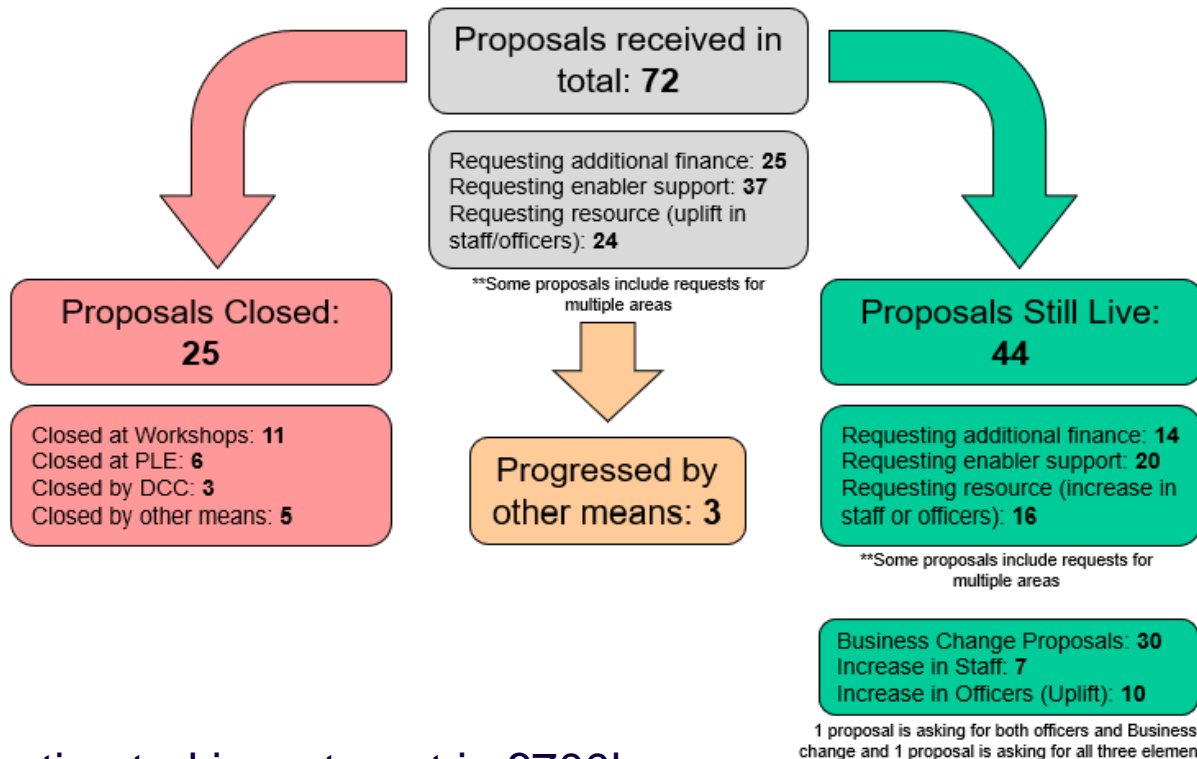 Proposals received in
total: 72
Requesting additional finance: 25
Requesting enabler support: 37
Requesting resource (uplift in
staff/officers): 24
**Some proposals include requests for
multiple areas
Proposals Closed:
25
Closed at Workshops: 11
Closed at PLE: 6
Closed by DCC: 3
Closed by other means: 5
Progressed by
other means: 3
Proposals Still Live:
44
Requesting additional finance: 14
Requesting enabler support: 20
Requesting resource (increase in
staff or officers): 16
**Some proposals include requests for
multiple areas
Business Change Proposals: 30
Increase in Staff: 7
Increase in Officers (Uplift): 10
1 proposal is asking for both officers and Business
change and 1 proposal is asking for all three elemen